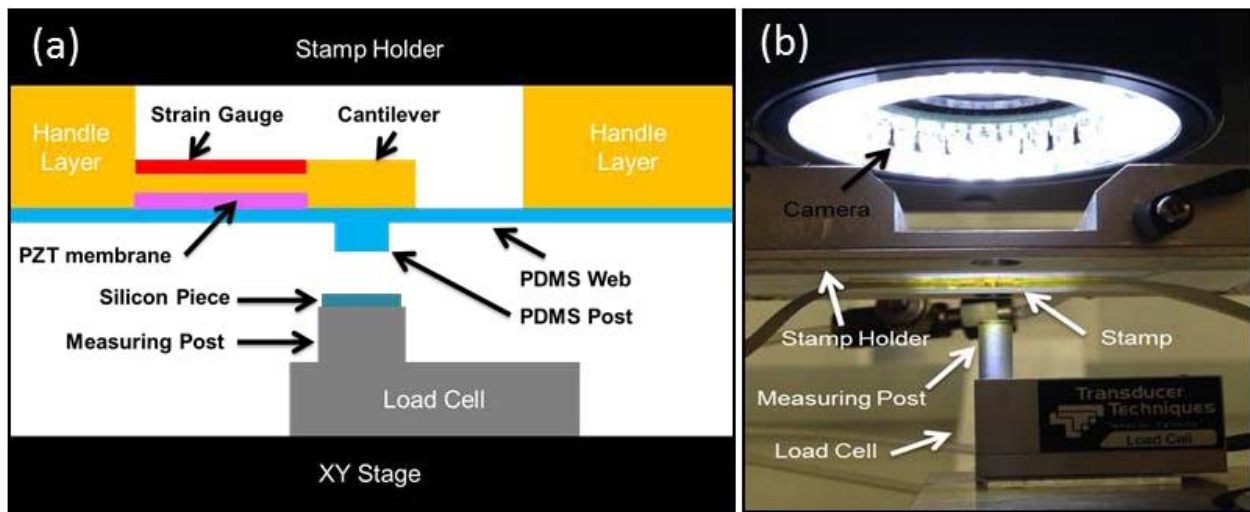 (a)
Stamp Holder
Handle
Layer
Strain Gauge
Cantilever
Handle
Layer
PZT membrane
PDMS Web
Silicon Piece
PDMS Post
Measuring Post
Load Cell
XY Stage
(b)
Camera
Stamp Holder
Stamp
Measuring Post
Load Cell
Transducer
Techniques
Load Cell